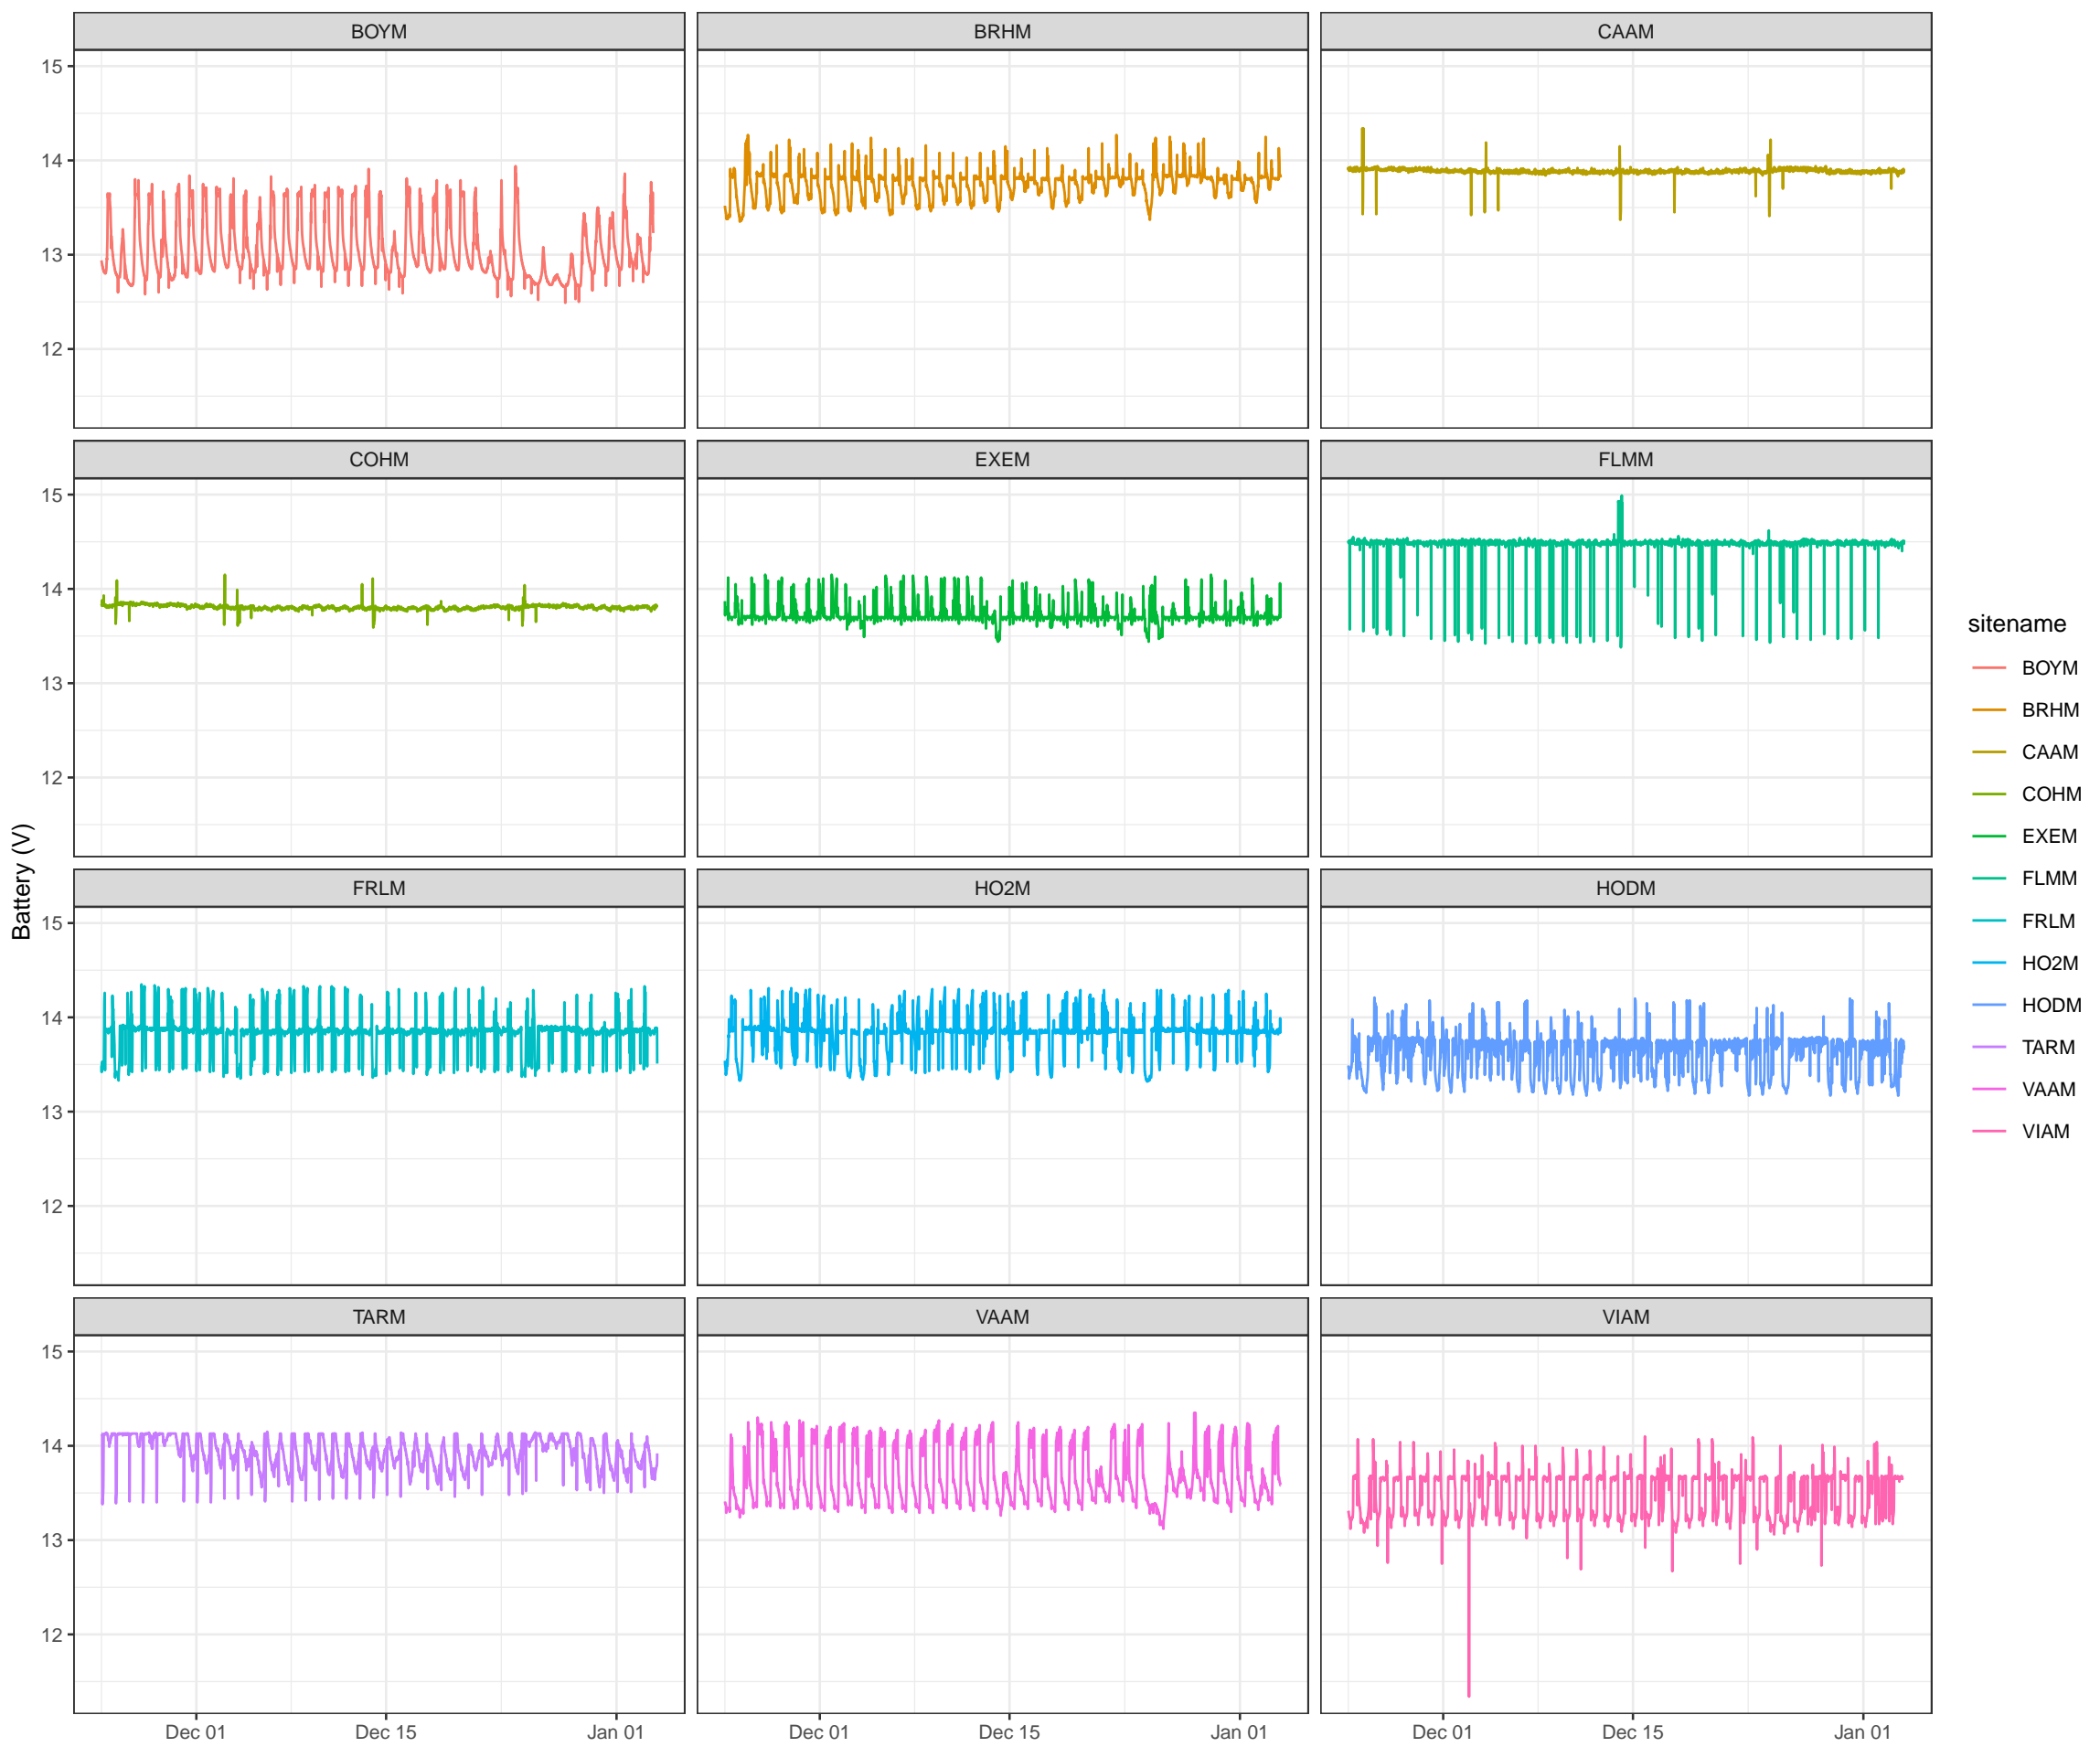 BOYM BRHM CAAM
15
14
13
12
COHM EXEM FLMM
15
14
13
12
FRLM HO2M HODM
15
14
13
12
TARM VAAM VIAM
15
14
13
12
Dec 01 Dec 15 Jan 01 Dec 01 Dec 15 Jan 01 Dec 01 Dec 15 Jan 01
Battery (V)
sitename
BOYM
BRHM
CAAM
COHM
EXEM
FLMM
FRLM
HO2M
HODM
TARM
VAAM
VIAM